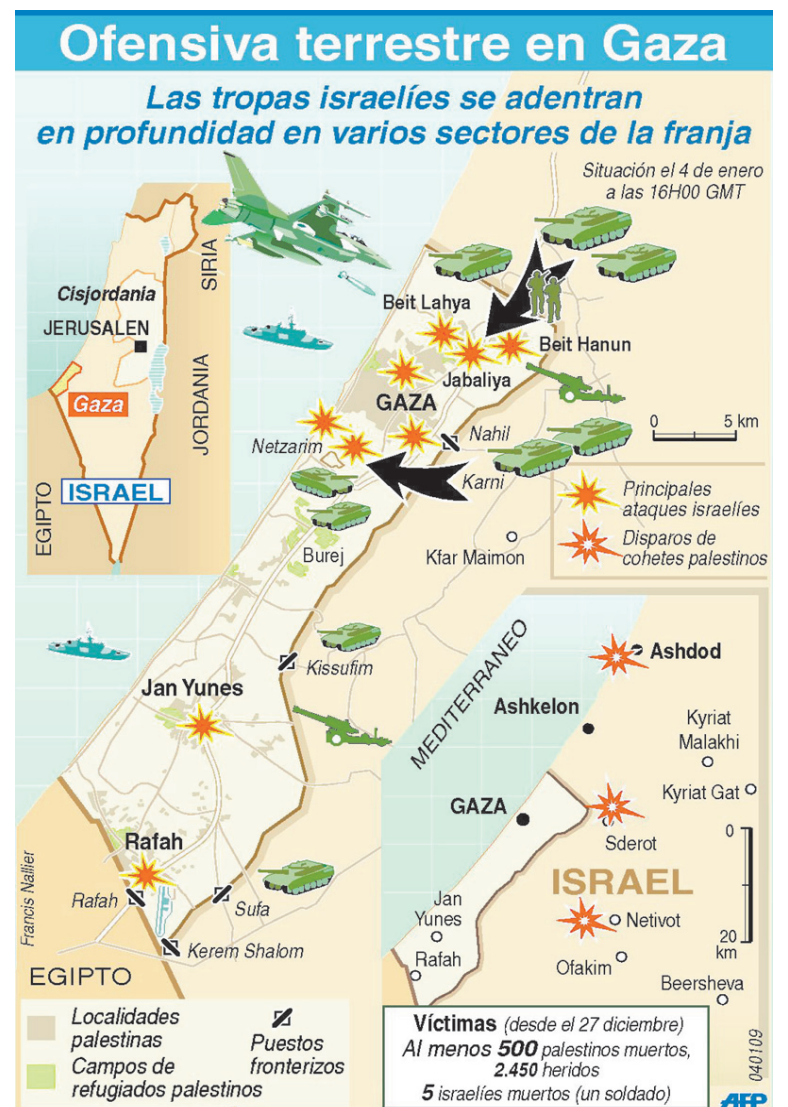 Ofensiva terrestre en Gaza
Las tropas israelíes se adentran
en profundidad en varios sectores de la franja
Situación el 4 de enero
a las 16H00 GMT
SIRIA
Cisjordania
JERUSALEN
Gaza
JORDANIA
ISRAEL
EGIPTO
Beit Lahya
Beit Hanun
Jabaliya
GAZA
0 5 km
Netzarim
Nahil
Karni
Principales
ataques israelíes
Disparos de
cohetes palestinos
Burej
Kfar Maimon
Kissufim
Jan Yunes
Rafah
Rafah
Sufa
Kerem Shalom
EGIPTO
Francis Nallier
MEDITERRANEO
Ashdod
Ashkelon
Kyriat
Malakhi
Kyriat Gat
GAZA
Sderot
0
ISRAEL
Jan
Yunes
Netivot
20
km
Rafah
Ofakim
Beersheva
Localidades
palestinas
Campos de
refugiados palestinos
Puestos
fronterizos
Víctimas (desde el 27 diciembre)
Al menos 500 palestinos muertos,
2.450 heridos
5 israelíes muertos (un soldado)
040109
AFP